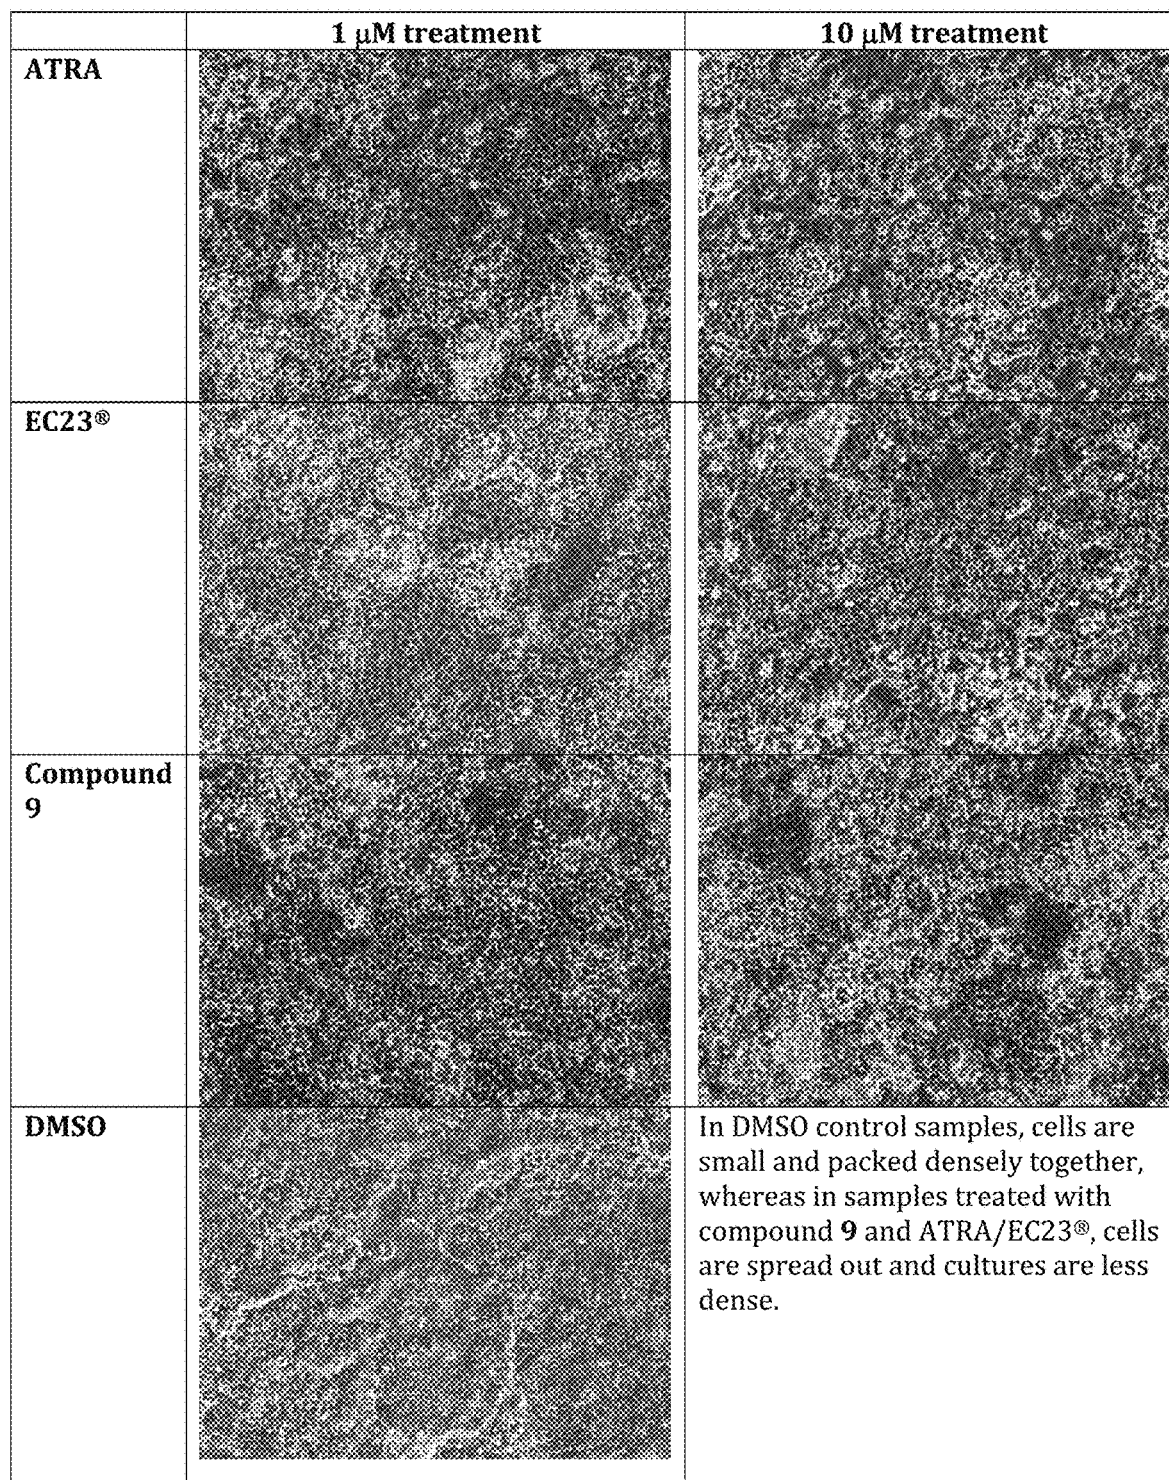 1 μM treatment
10 μM treatment
ATRA
EC23®
Compound
9
DMSO
In DMSO control samples, cells are
small and packed densely together,
whereas in samples treated with
compound 9 and ATRA/EC23®, cells
are spread out and cultures are less
dense.